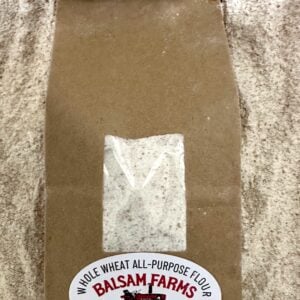 WHOLE WHEAT ALL-PURPOSE FLOUR
BALSAM FARMS